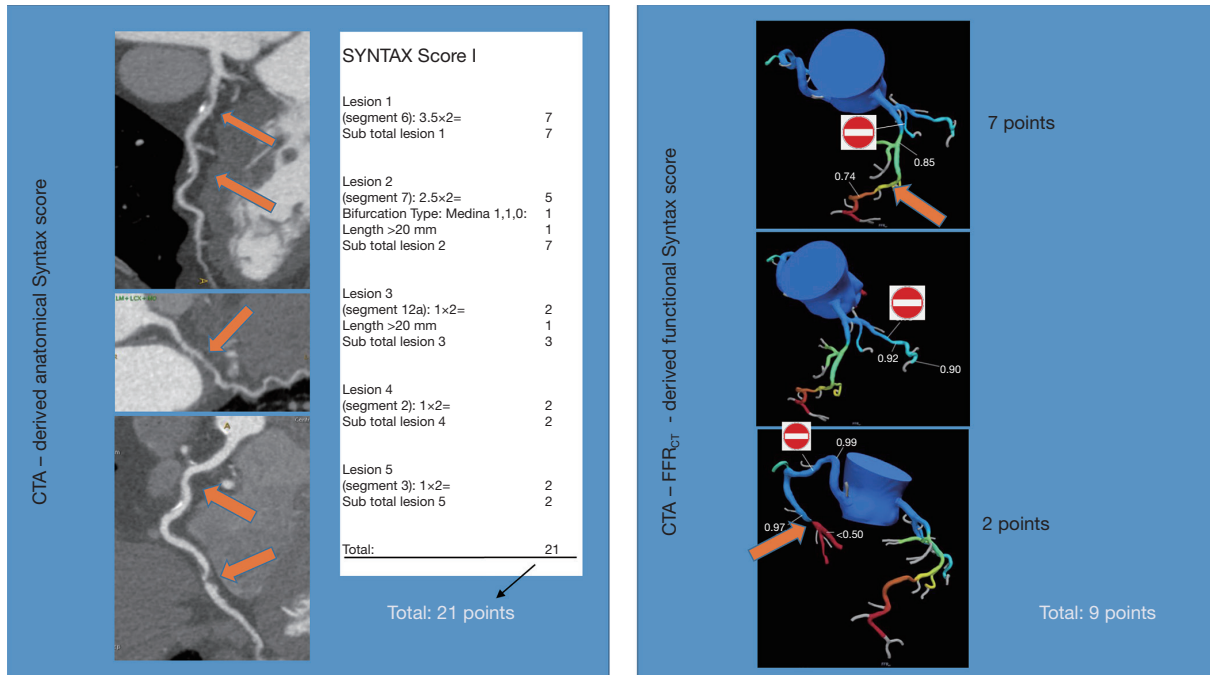 CTA – derived anatomical Syntax score
LM + LCX + MO
A
A
SYNTAX Score I
Lesion 1
(segment 6): 3.5×2= 7
Sub total lesion 1 7
Lesion 2
(segment 7): 2.5×2= 5
Bifurcation Type: Medina 1,1,0: 1
Length >20 mm 1
Sub total lesion 2 7
Lesion 3
(segment 12a): 1×2= 2
Length >20 mm 1
Sub total lesion 3 3
Lesion 4
(segment 2): 1×2= 2
Sub total lesion 4 2
Lesion 5
(segment 3): 1×2= 2
Sub total lesion 5 2
Total: 21
Total: 21 points
CTA – FFRCT - derived functional Syntax score
0.85
0.74
7 points
0.92
0.90
0.99
0.97
<0.50
2 points
Total: 9 points